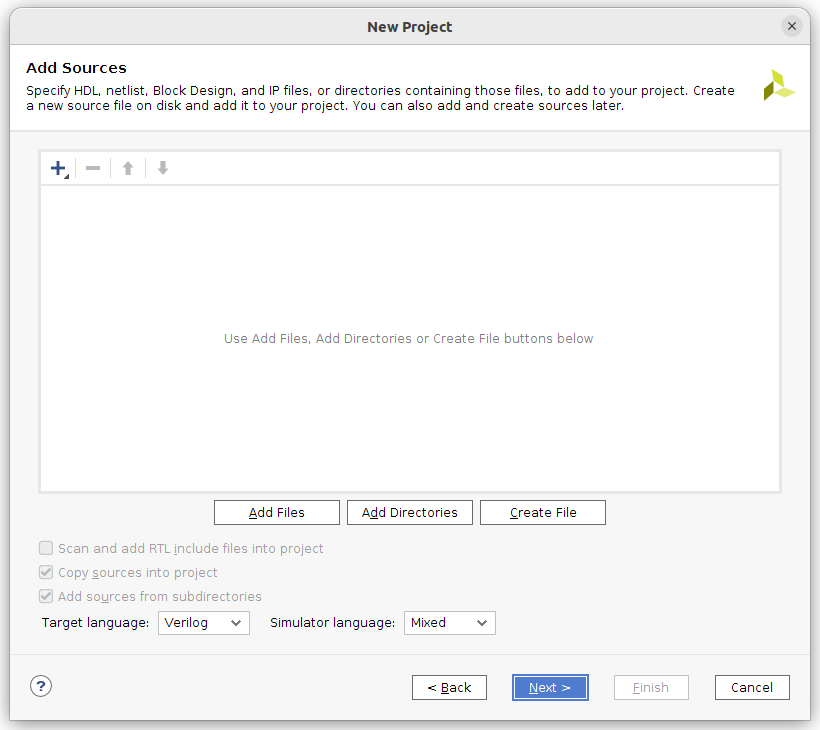 New Project
Add Sources
Specify HDL, netlist, Block Design, and IP files, or directories containing those files, to add to your project. Create
a new source file on disk and add it to your project. You can also add and create sources later.
Use Add Files, Add Directories or Create File buttons below
Add Files Add Directories Create File
Scan and add RTL include files into project
Copy sources into project
Add sources from subdirectories
Target language: Verilog Simulator language: Mixed
? < Back Next > Finish Cancel